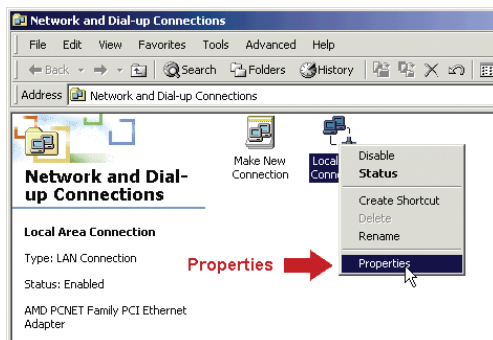 Network and Dial-up Connections
File Edit View Favorites Tools Advanced Help
Back Search Folders History
Address Network and Dial-up Connections
Network and Dial-up Connections
Local Area Connection
Type: LAN Connection
Status: Enabled
AMD PCNET Family PCI Ethernet Adapter
Make New Connection
Local
Conne
Disable
Status
Create Shortcut
Delete
Rename
Properties
Properties